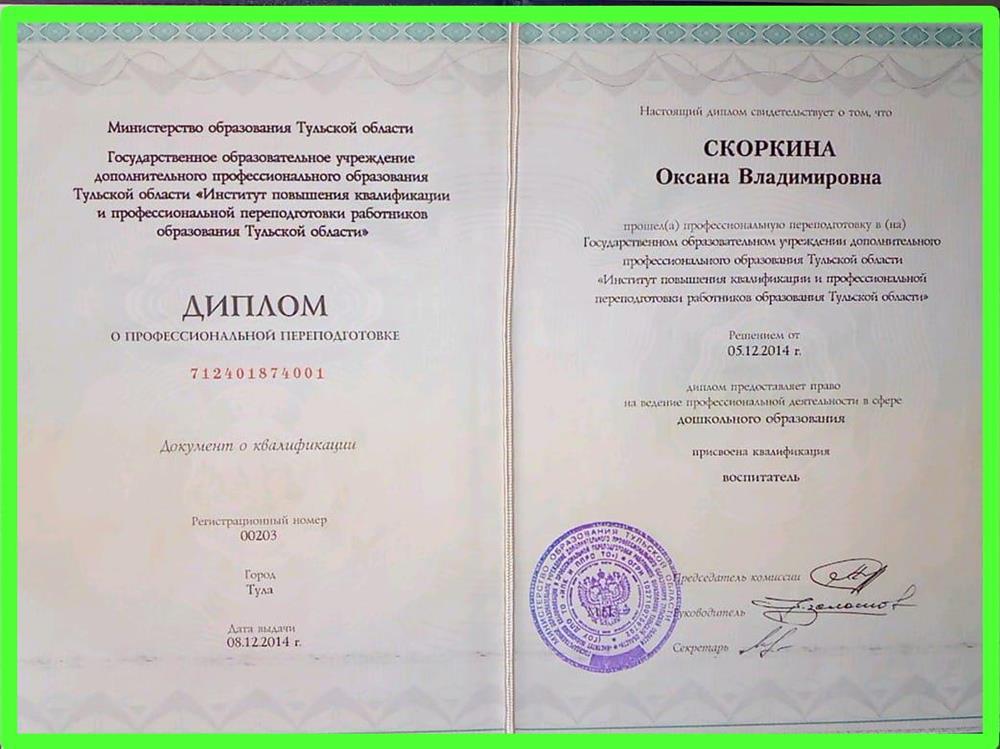 Министерство образования Тульской области
Государственное образовательное учреждение
дополнительного профессионального образования
Тульской области «Институт повышения квалификации
и профессиональной переподготовки работников
образования Тульской области»
ДИПЛОМ
О ПРОФЕССИОНАЛЬНОЙ ПЕРЕПОДГОТОВКЕ
712401874001
Документ о квалификации
Регистрационный номер
00203
Город
Тула
Дата выдачи
08.12.2014 г.
Настоящий диплом свидетельствует о том, что
СКОРКИНА
Оксана Владимировна
прошел(а) профессиональную переподготовку в (на)
Государственном образовательном учреждении дополнительного
профессионального образования Тульской области
«Институт повышения квалификации и профессиональной
переподготовки работников образования Тульской области»
Решением от
05.12.2014 г.
диплом предоставляет право
на ведение профессиональной деятельности в сфере
дошкольного образования
присвоена квалификация
воспитатель
Председатель комиссии
Руководитель
Секретарь
МИНИСТЕРСТВО ОБРАЗОВАНИЯ ТУЛЬСКОЙ ОБЛАСТИ